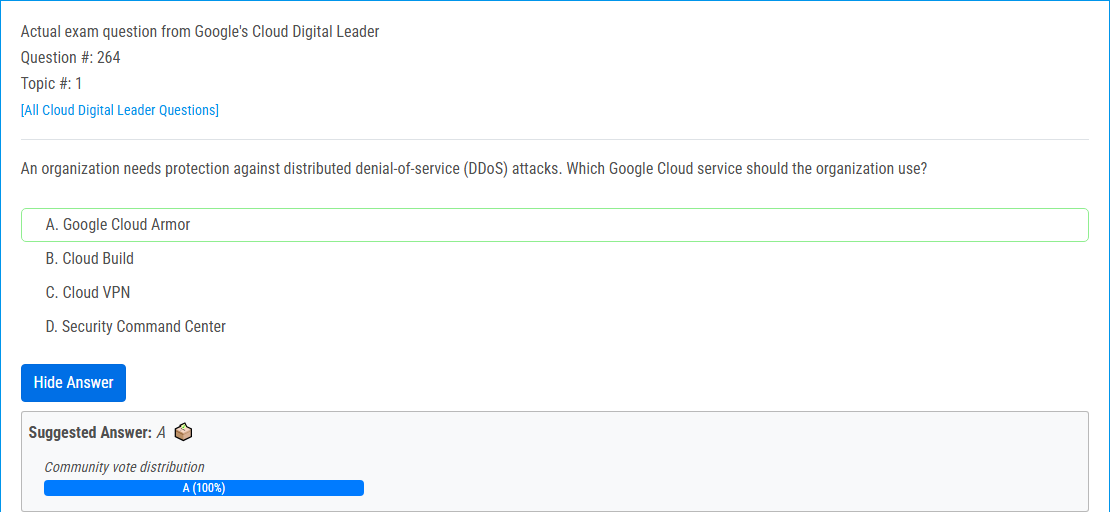 Actual exam question from Google's Cloud Digital Leader
Question #: 264
Topic #: 1
[All Cloud Digital Leader Questions]
An organization needs protection against distributed denial-of-service (DDoS) attacks. Which Google Cloud service should the organization use?
A. Google Cloud Armor
B. Cloud Build
C. Cloud VPN
D. Security Command Center
Hide Answer
Suggested Answer: A
Community vote distribution
A (100%)